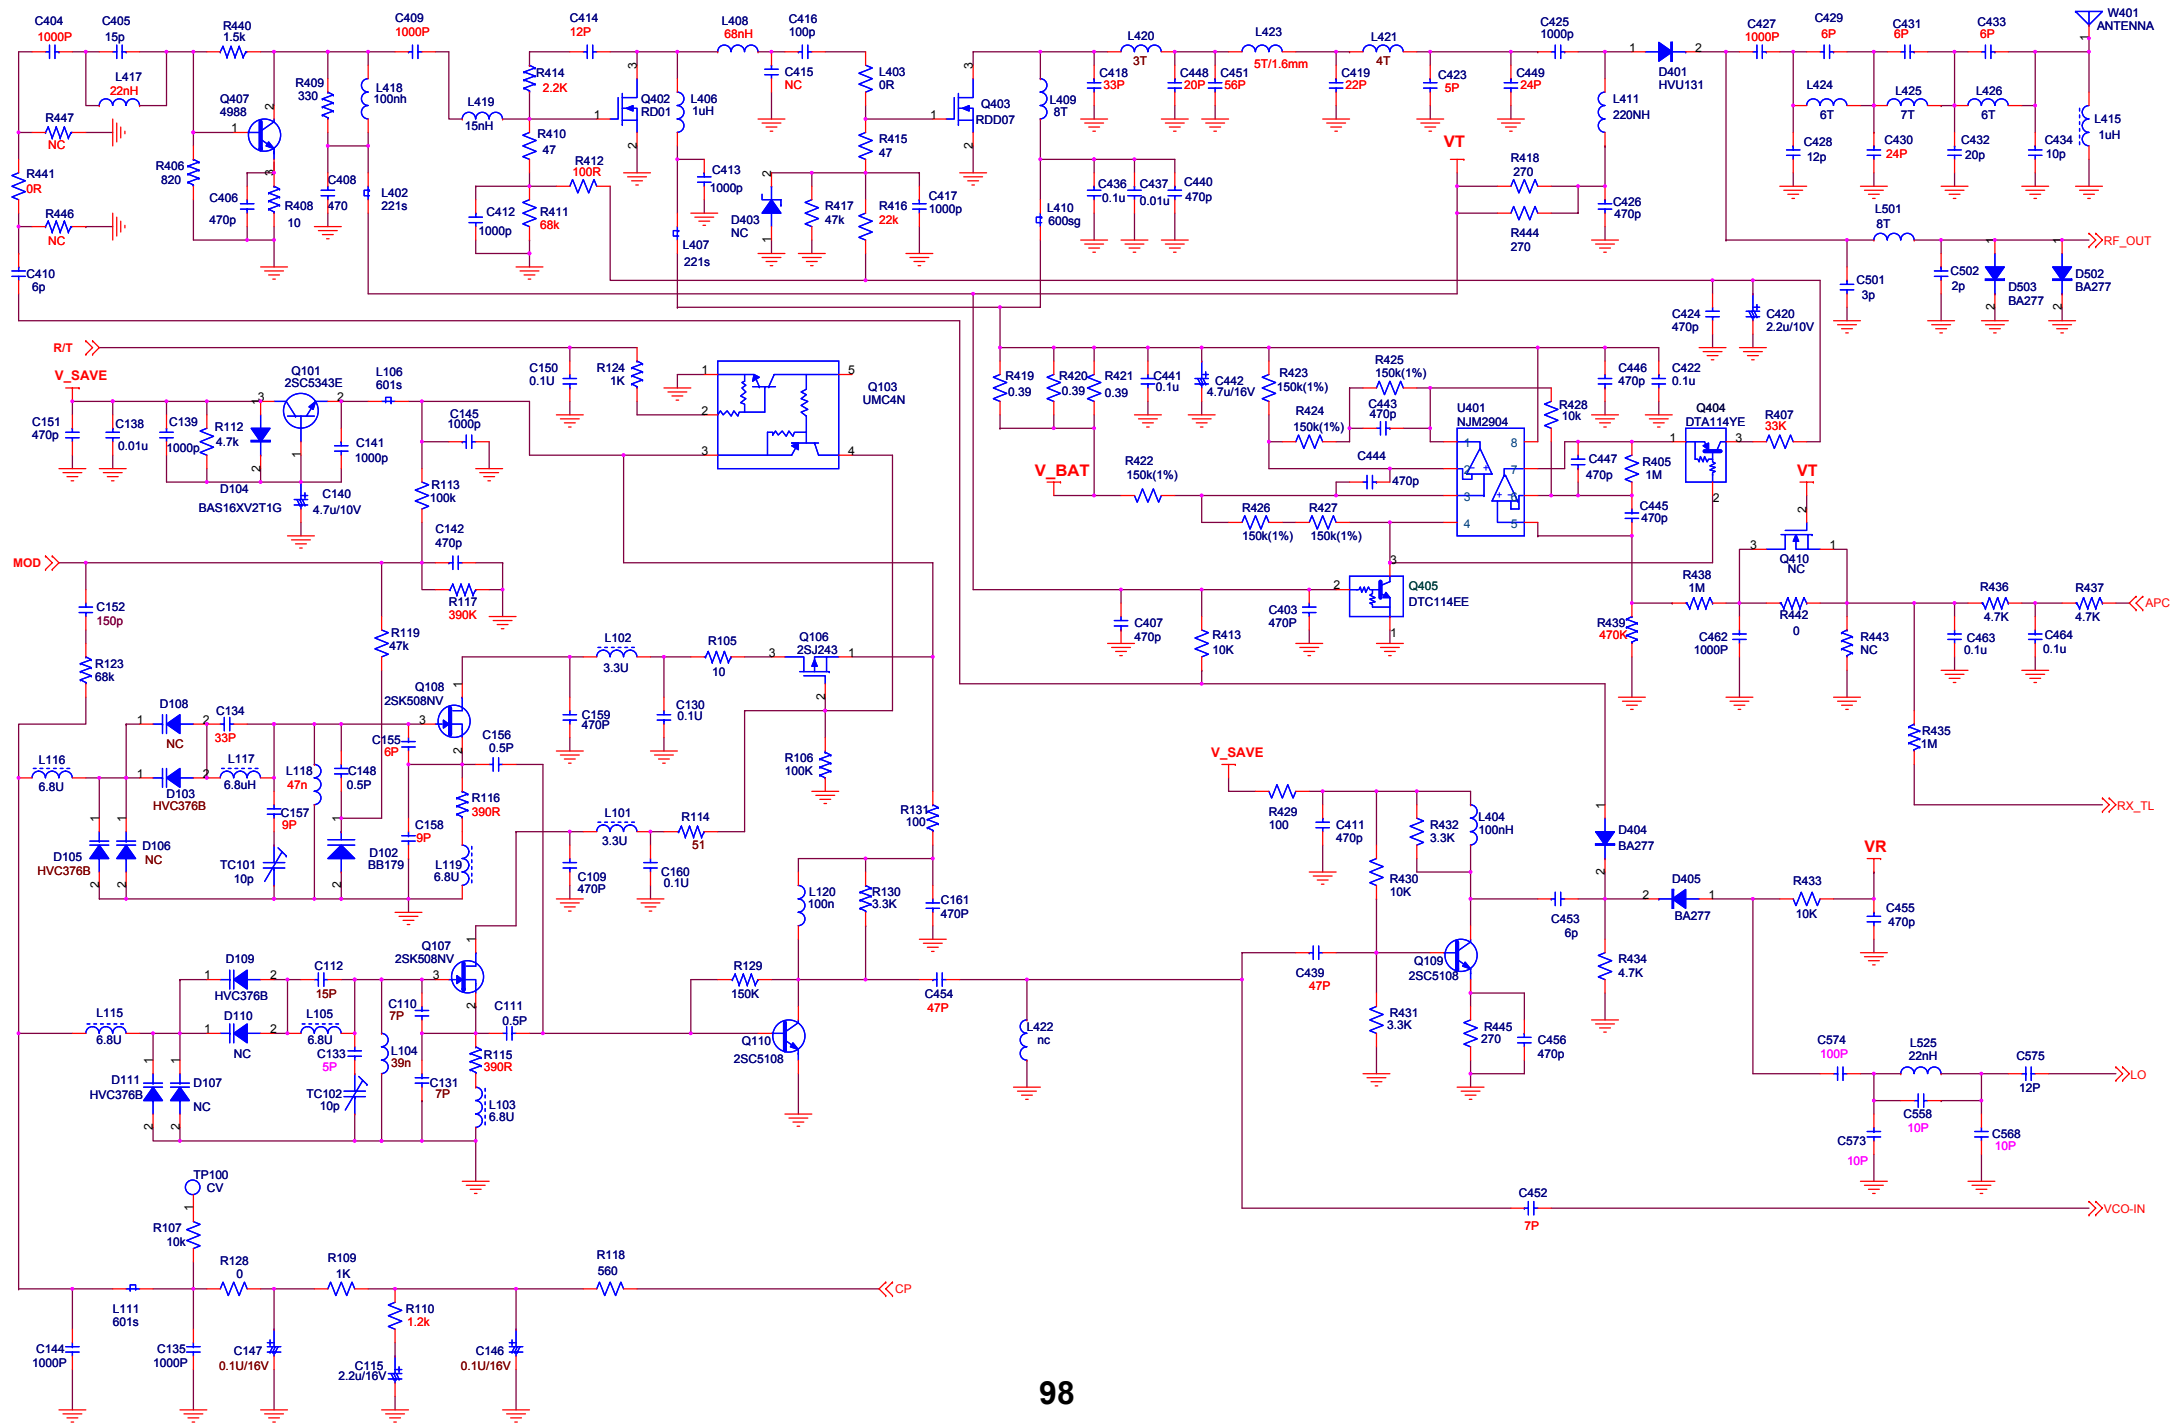 C404
1000P
C405
15p
R440
1.5k
C409
1000P
C414
12P
L408
68nH
C416
100p
C425
1000p
C427
1000P
C429
6P
C431
6P
C433
6P
W401
ANTENNA
L417
22nH
Q407
4988
R409
330
L418
100nh
R414
2.2K
Q402
RD01
L406
1uH
C415
NC
L403
0R
Q403
RDD07
L409
8T
C418
33P
L420
3T
C448
20P
C451
56P
L423
5T/1.6mm
C419
22P
L421
4T
C423
5P
C449
24P
L411
220NH
D401
HVU131
L424
6T
L425
7T
L426
6T
L415
1uH
R447
NC
L419
15nH
R410
47
R412
100R
R415
47
VT
R418
270
C428
12p
C430
24P
C432
20p
C434
10p
R441
0R
R406
820
C406
470p
R408
10
C408
470
L402
221s
C412
1000p
R411
68k
C413
1000p
D403
NC
R417
47k
R416
22k
C417
1000p
C436
0.1u
C437
0.01u
C440
470p
L410
600sg
R444
270
C426
470p
L501
8T
RF_OUT
R446
NC
L407
221s
C410
6p
C501
3p
C502
2p
D503
BA277
D502
BA277
C424
470p
C420
2.2u/10V
R/T
V_SAVE
Q101
2SC5343E
L106
601s
C150
0.1U
R124
1K
Q103
UMC4N
R419
0.39
R420
0.39
R421
0.39
C441
0.1u
C442
4.7u/16V
R423
150k(1%)
R425
150k(1%)
C446
470p
C422
0.1u
C151
470p
C138
0.01u
C139
1000p
R112
4.7k
C141
1000p
C145
1000p
R424
150k(1%)
C443
470p
U401
NJM2904
R428
10k
Q404
DTA114YE
R407
33K
D104
BAS16XV2T1G
C140
4.7u/10V
R113
100k
V_BAT
R422
150k(1%)
C444
470p
C447
470p
R405
1M
VT
R426
150k(1%)
R427
150k(1%)
C445
470p
C142
470p
MOD
Q410
NC
R117
390K
Q405
DTC114EE
R438
1M
R442
0
R436
4.7K
R437
4.7K
APC
C152
150p
C407
470p
R413
10K
C403
470P
R439
470K
C462
1000P
R443
NC
C463
0.1u
C464
0.1u
R119
47k
R123
68k
L102
3.3U
R105
10
Q106
2SJ243
D108
NC
C134
33P
Q108
2SK508NV
C159
470P
C130
0.1U
C155
6P
C156
0.5P
R435
1M
V_SAVE
L116
6.8U
D103
HVC376B
L117
6.8uH
L118
47n
C148
0.5P
R106
100K
C157
9P
R116
390R
RX_TL
R429
100
C411
470p
R432
3.3K
L404
100nH
C158
9P
L101
3.3U
R114
51
R131
100
D404
BA277
VR
D105
HVC376B
D106
NC
TC101
10p
D102
BB179
L119
6.8U
C109
470P
C160
0.1U
R430
10K
D405
BA277
R433
10K
L120
100n
R130
3.3K
C161
470P
C453
6p
C455
470p
D109
HVC376B
C112
15P
Q107
2SK508NV
R129
150K
C454
47P
C439
47P
Q109
2SC5108
R434
4.7K
L115
6.8U
D110
NC
L105
6.8U
C110
7P
C111
0.5P
C133
5P
L104
39n
R115
390R
Q110
2SC5108
L422
nc
R431
3.3K
R445
270
C456
470p
D111
HVC376B
D107
NC
TC102
10p
C131
7P
L103
6.8U
C574
100P
L525
22nH
C575
12P
LO
C558
10P
C573
10P
C568
10P
TP100
CV
R107
10k
C452
7P
VCO-IN
R128
0
R109
1K
R118
560
CP
L111
601s
R110
1.2k
C144
1000P
C135
1000P
C147
0.1U/16V
C115
2.2u/16V
C146
0.1U/16V
98